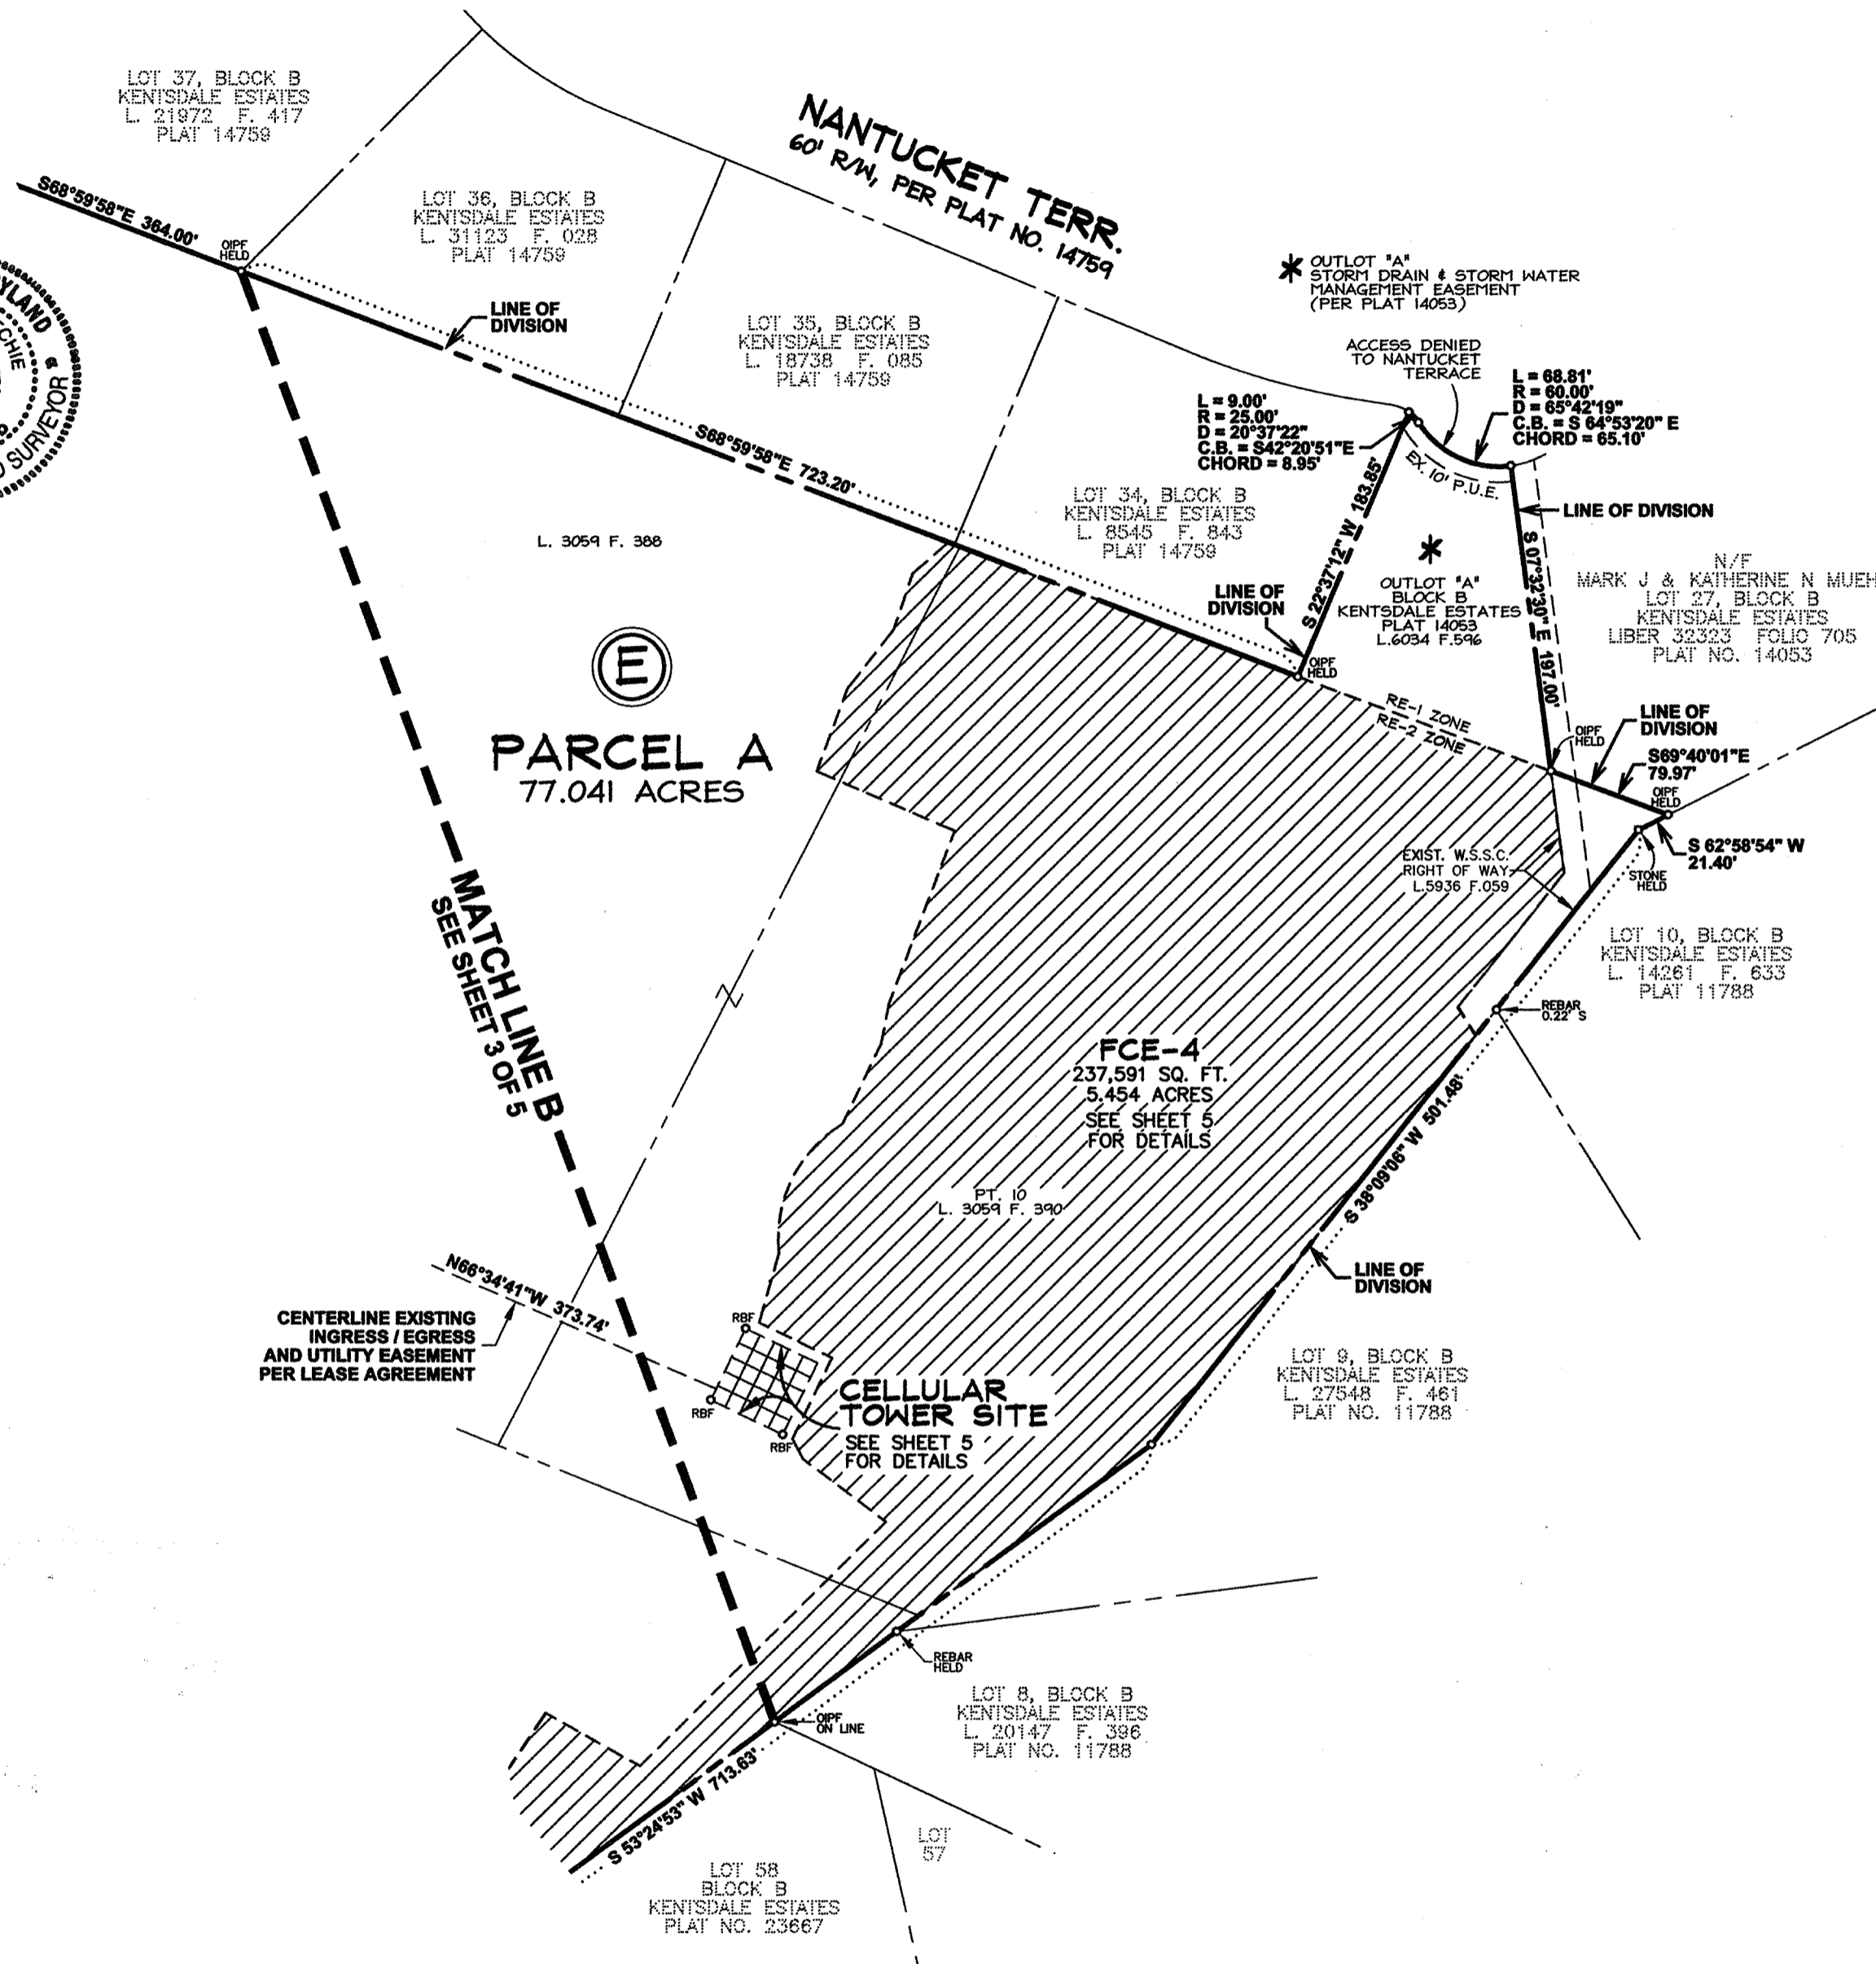 LOT 37, BLOCK B
KENTSDALE ESTATES
L. 21972 F. 417
PLAT 14759
S68°59'58"E 364.00'
OIPF
HELD
LOT 36, BLOCK B
KENTSDALE ESTATES
L. 31123 F. 028
PLAT 14759
NANTUCKET TERR.
60' R/W, PER PLAT NO. 14759
SURVEYOR
LINE OF
DIVISION
LOT 35, BLOCK B
KENTSDALE ESTATES
L. 18738 F. 085
PLAT 14759
* OUTLOT "A"
STORM DRAIN & STORM WATER
MANAGEMENT EASEMENT
(PER PLAT 14053)
ACCESS DENIED
TO NANTUCKET
TERRACE
L = 68.81'
R = 60.00'
D = 65°42'19"
C.B. = S 64°53'20" E
CHORD = 65.10'
L = 9.00'
R = 25.00'
D = 20°37'22"
C.B. = S42°20'51"E
CHORD = 8.95'
EX. 10' P.U.E.
S68°59'58"E 723.20'
LOT 34, BLOCK B
KENTSDALE ESTATES
L. 8545 F. 843
PLAT 14759
S 22°37'12" W 183.85'
LINE OF DIVISION
S 07°32'30" E 197.00'
L. 3059 F. 388
*
OUTLOT "A"
BLOCK B
KENTSDALE ESTATES
PLAT 14053
L.6034 F.596
N/F
MARK J & KATHERINE N MUEH
LOT 27, BLOCK B
KENTSDALE ESTATES
LIBER 32323 FOLIO 705
PLAT NO. 14053
LINE OF
DIVISION
OIPF
HELD
E
PARCEL A
77.041 ACRES
RE-1 ZONE
RE-2 ZONE
OIPF
HELD
LINE OF
DIVISION
S69°40'01"E
79.97'
OIPF
HELD
S 62°58'54" W
21.40'
STONE
HELD
EXIST. W.S.S.C.
RIGHT OF WAY
L.5936 F.059
LOT 10, BLOCK B
KENTSDALE ESTATES
L. 14261 F. 633
PLAT 11788
REBAR
0.22' S
MATCH LINE B
SEE SHEET 3 OF 5
FCE-4
237,591 SQ. FT.
5.454 ACRES
SEE SHEET 5
FOR DETAILS
S 38°09'06" W 501.48'
PT. 10
L. 3059 F. 390
LINE OF
DIVISION
N66°34'41"W 373.74'
CENTERLINE EXISTING
INGRESS / EGRESS
AND UTILITY EASEMENT
PER LEASE AGREEMENT
RBF
RBF
RBF
CELLULAR
TOWER SITE
SEE SHEET 5
FOR DETAILS
LOT 9, BLOCK B
KENTSDALE ESTATES
L. 27548 F. 461
PLAT NO. 11788
REBAR
HELD
LOT 8, BLOCK B
KENTSDALE ESTATES
L. 20147 F. 396
PLAT NO. 11788
OIPF
ON LINE
S 53°24'53" W 713.63'
LOT
57
LOT 58
BLOCK B
KENTSDALE ESTATES
PLAT NO. 23667